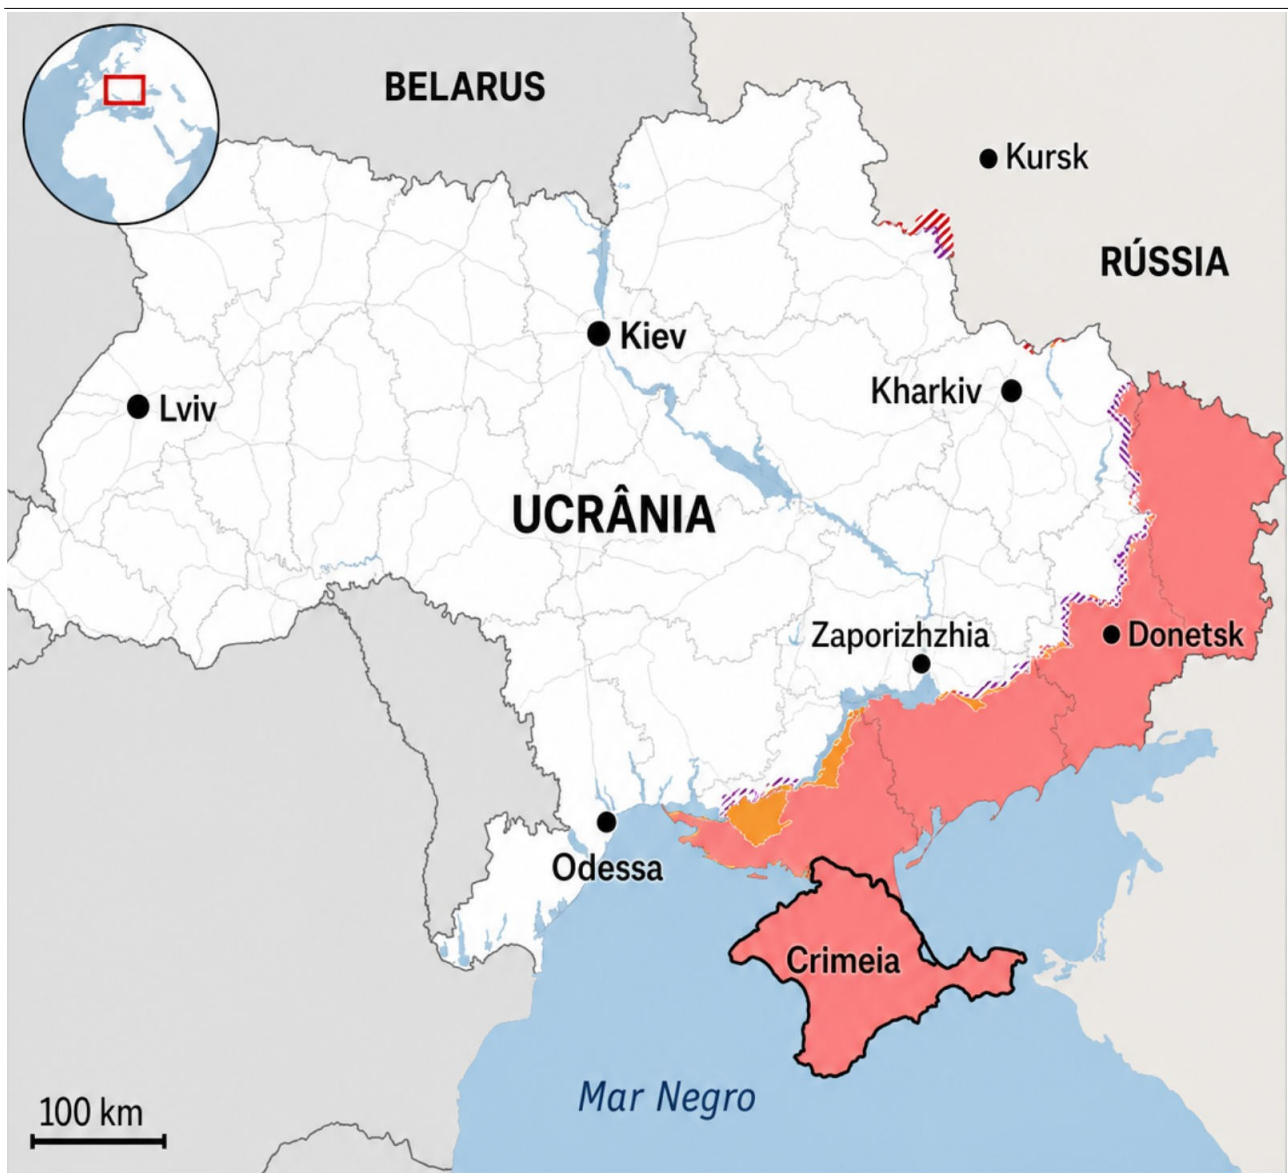 BELARUS
Kursk
RÚSSIA
Kiev
Kharkiv
Lviv
UCRÂNIA
Zaporizhzhia
Donetsk
Odessa
Crimeia
Mar Negro
100 km